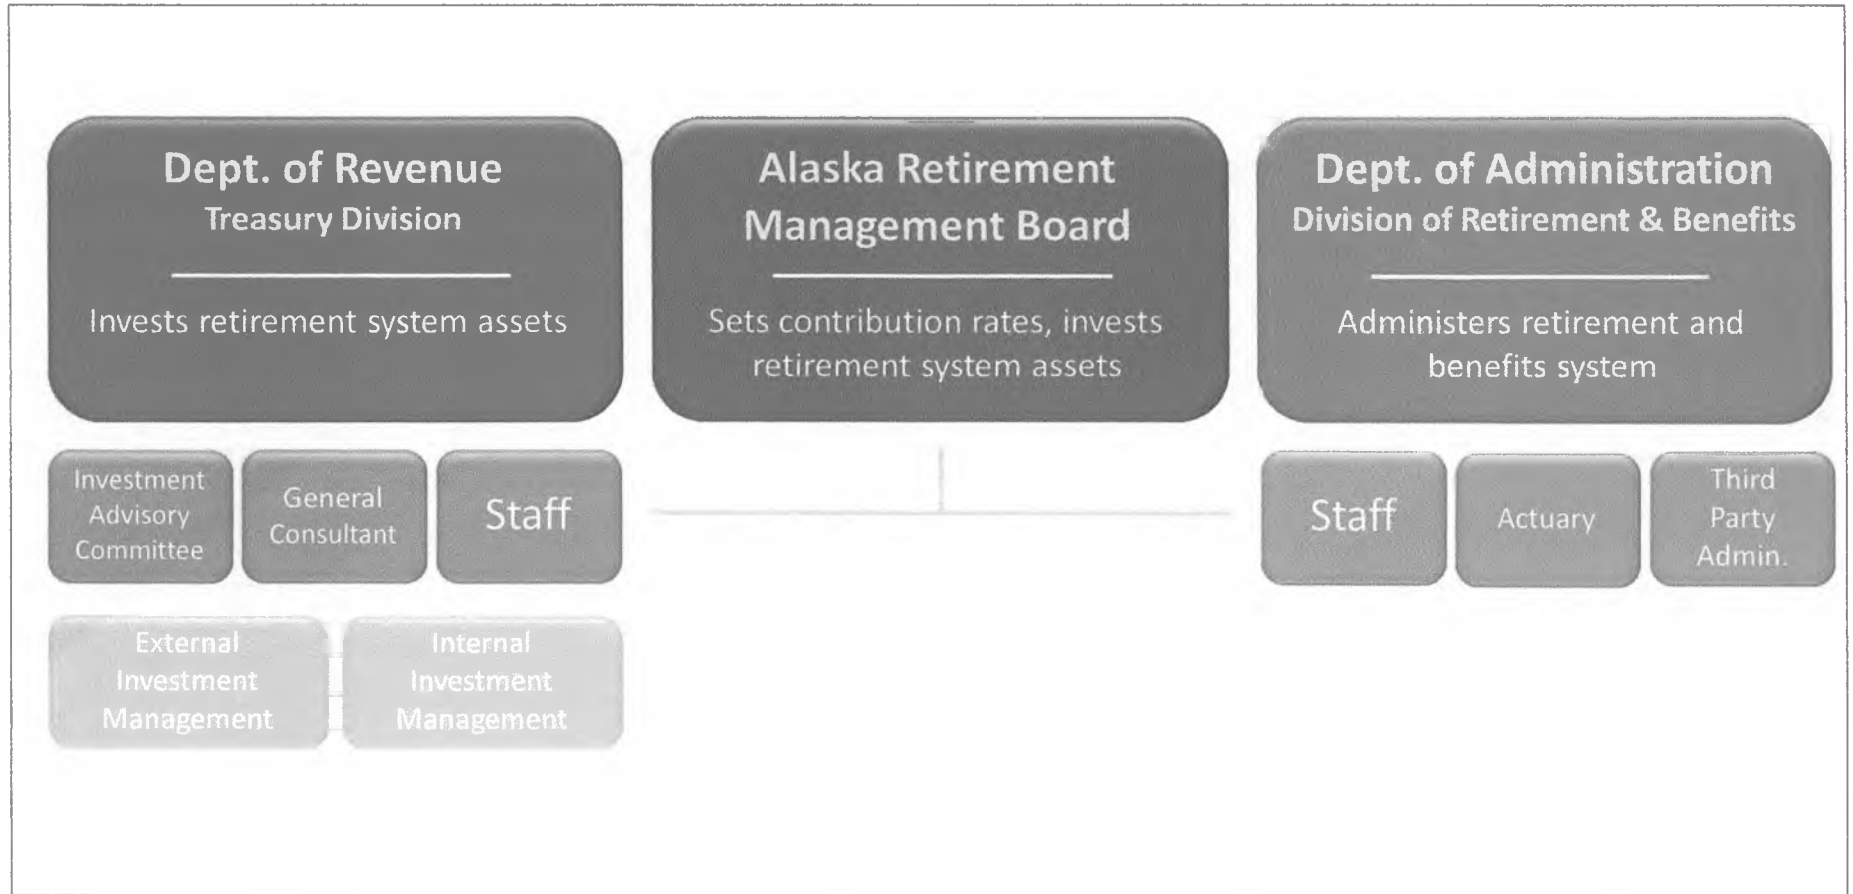 Dept. of Revenue
Treasury Division
Invests retirement system assets
Alaska Retirement
Management Board
Sets contribution rates, invests
retirement system assets
Dept. of Administration
Division of Retirement & Benefits
Administers retirement and
benefits system
Investment
Advisory
Committee
General
Consultant
Staff
Staff
Actuary
Third
Party
Admin.
External
Investment
Management
Internal
Investment
Management